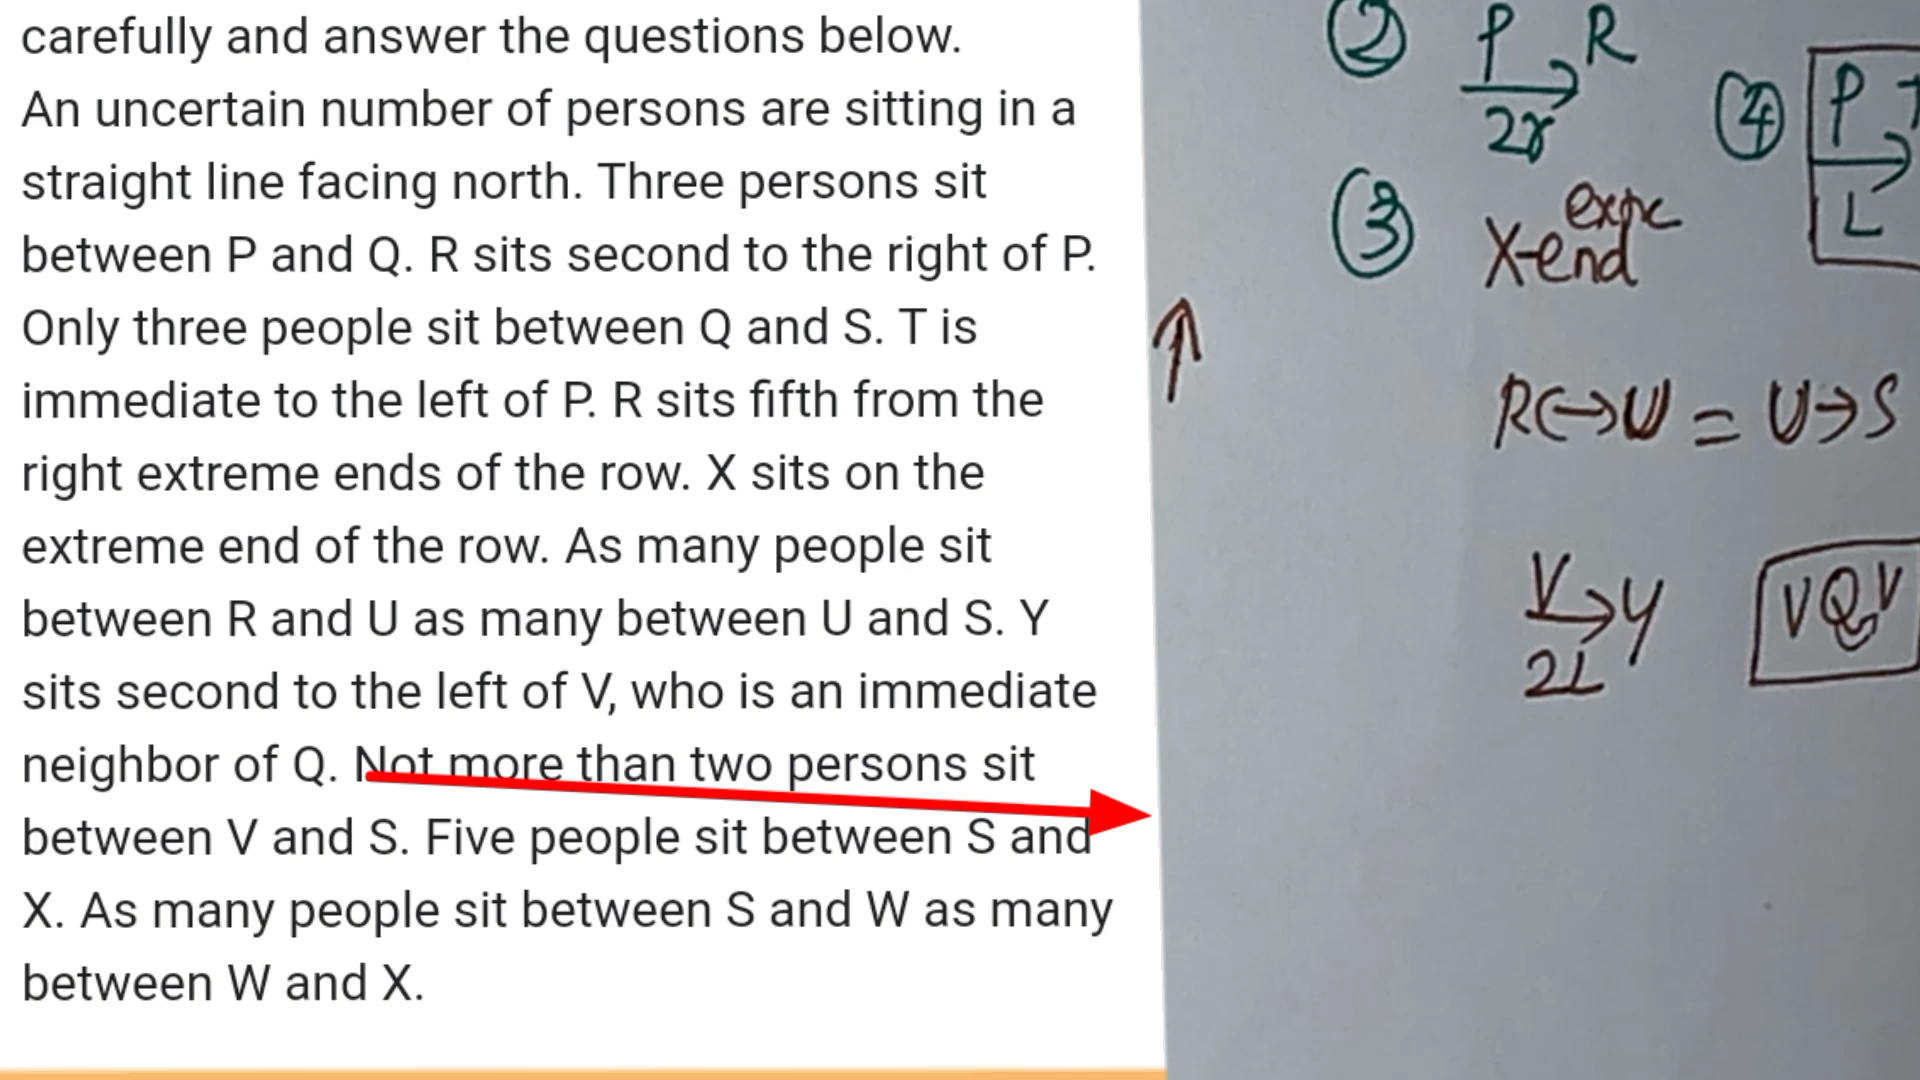 carefully and answer the questions below.
An uncertain number of persons are sitting in a
straight line facing north. Three persons sit
between P and Q. R sits second to the right of P.
Only three people sit between Q and S. T is
immediate to the left of P. R sits fifth from the
right extreme ends of the row. X sits on the
extreme end of the row. As many people sit
between R and U as many between U and S. Y
sits second to the left of V, who is an immediate
neighbor of Q. Not more than two persons sit
between V and S. Five people sit between S and
X. As many people sit between S and W as many
between W and X.
② P R
2r
④ P T
L
③ X-end
R↔U = U→S
V→Y
2L
VQV